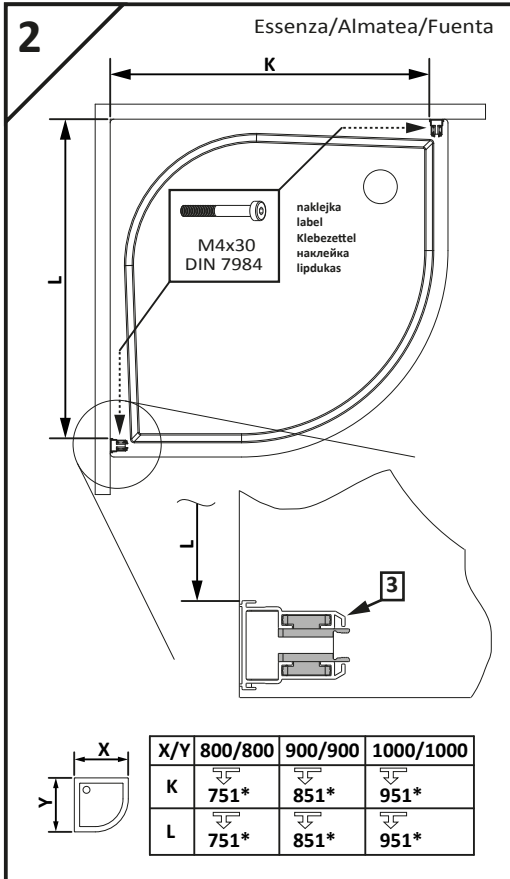 2
Essenza/Almatea/Fuenta
K
L
M4x30
DIN 7984
naklejka
label
Klebezettel
наклейка
lipdukas
L
3
X
Y
X/Y 800/800 900/900 1000/1000
K 751* 851* 951*
L 751* 851* 951*